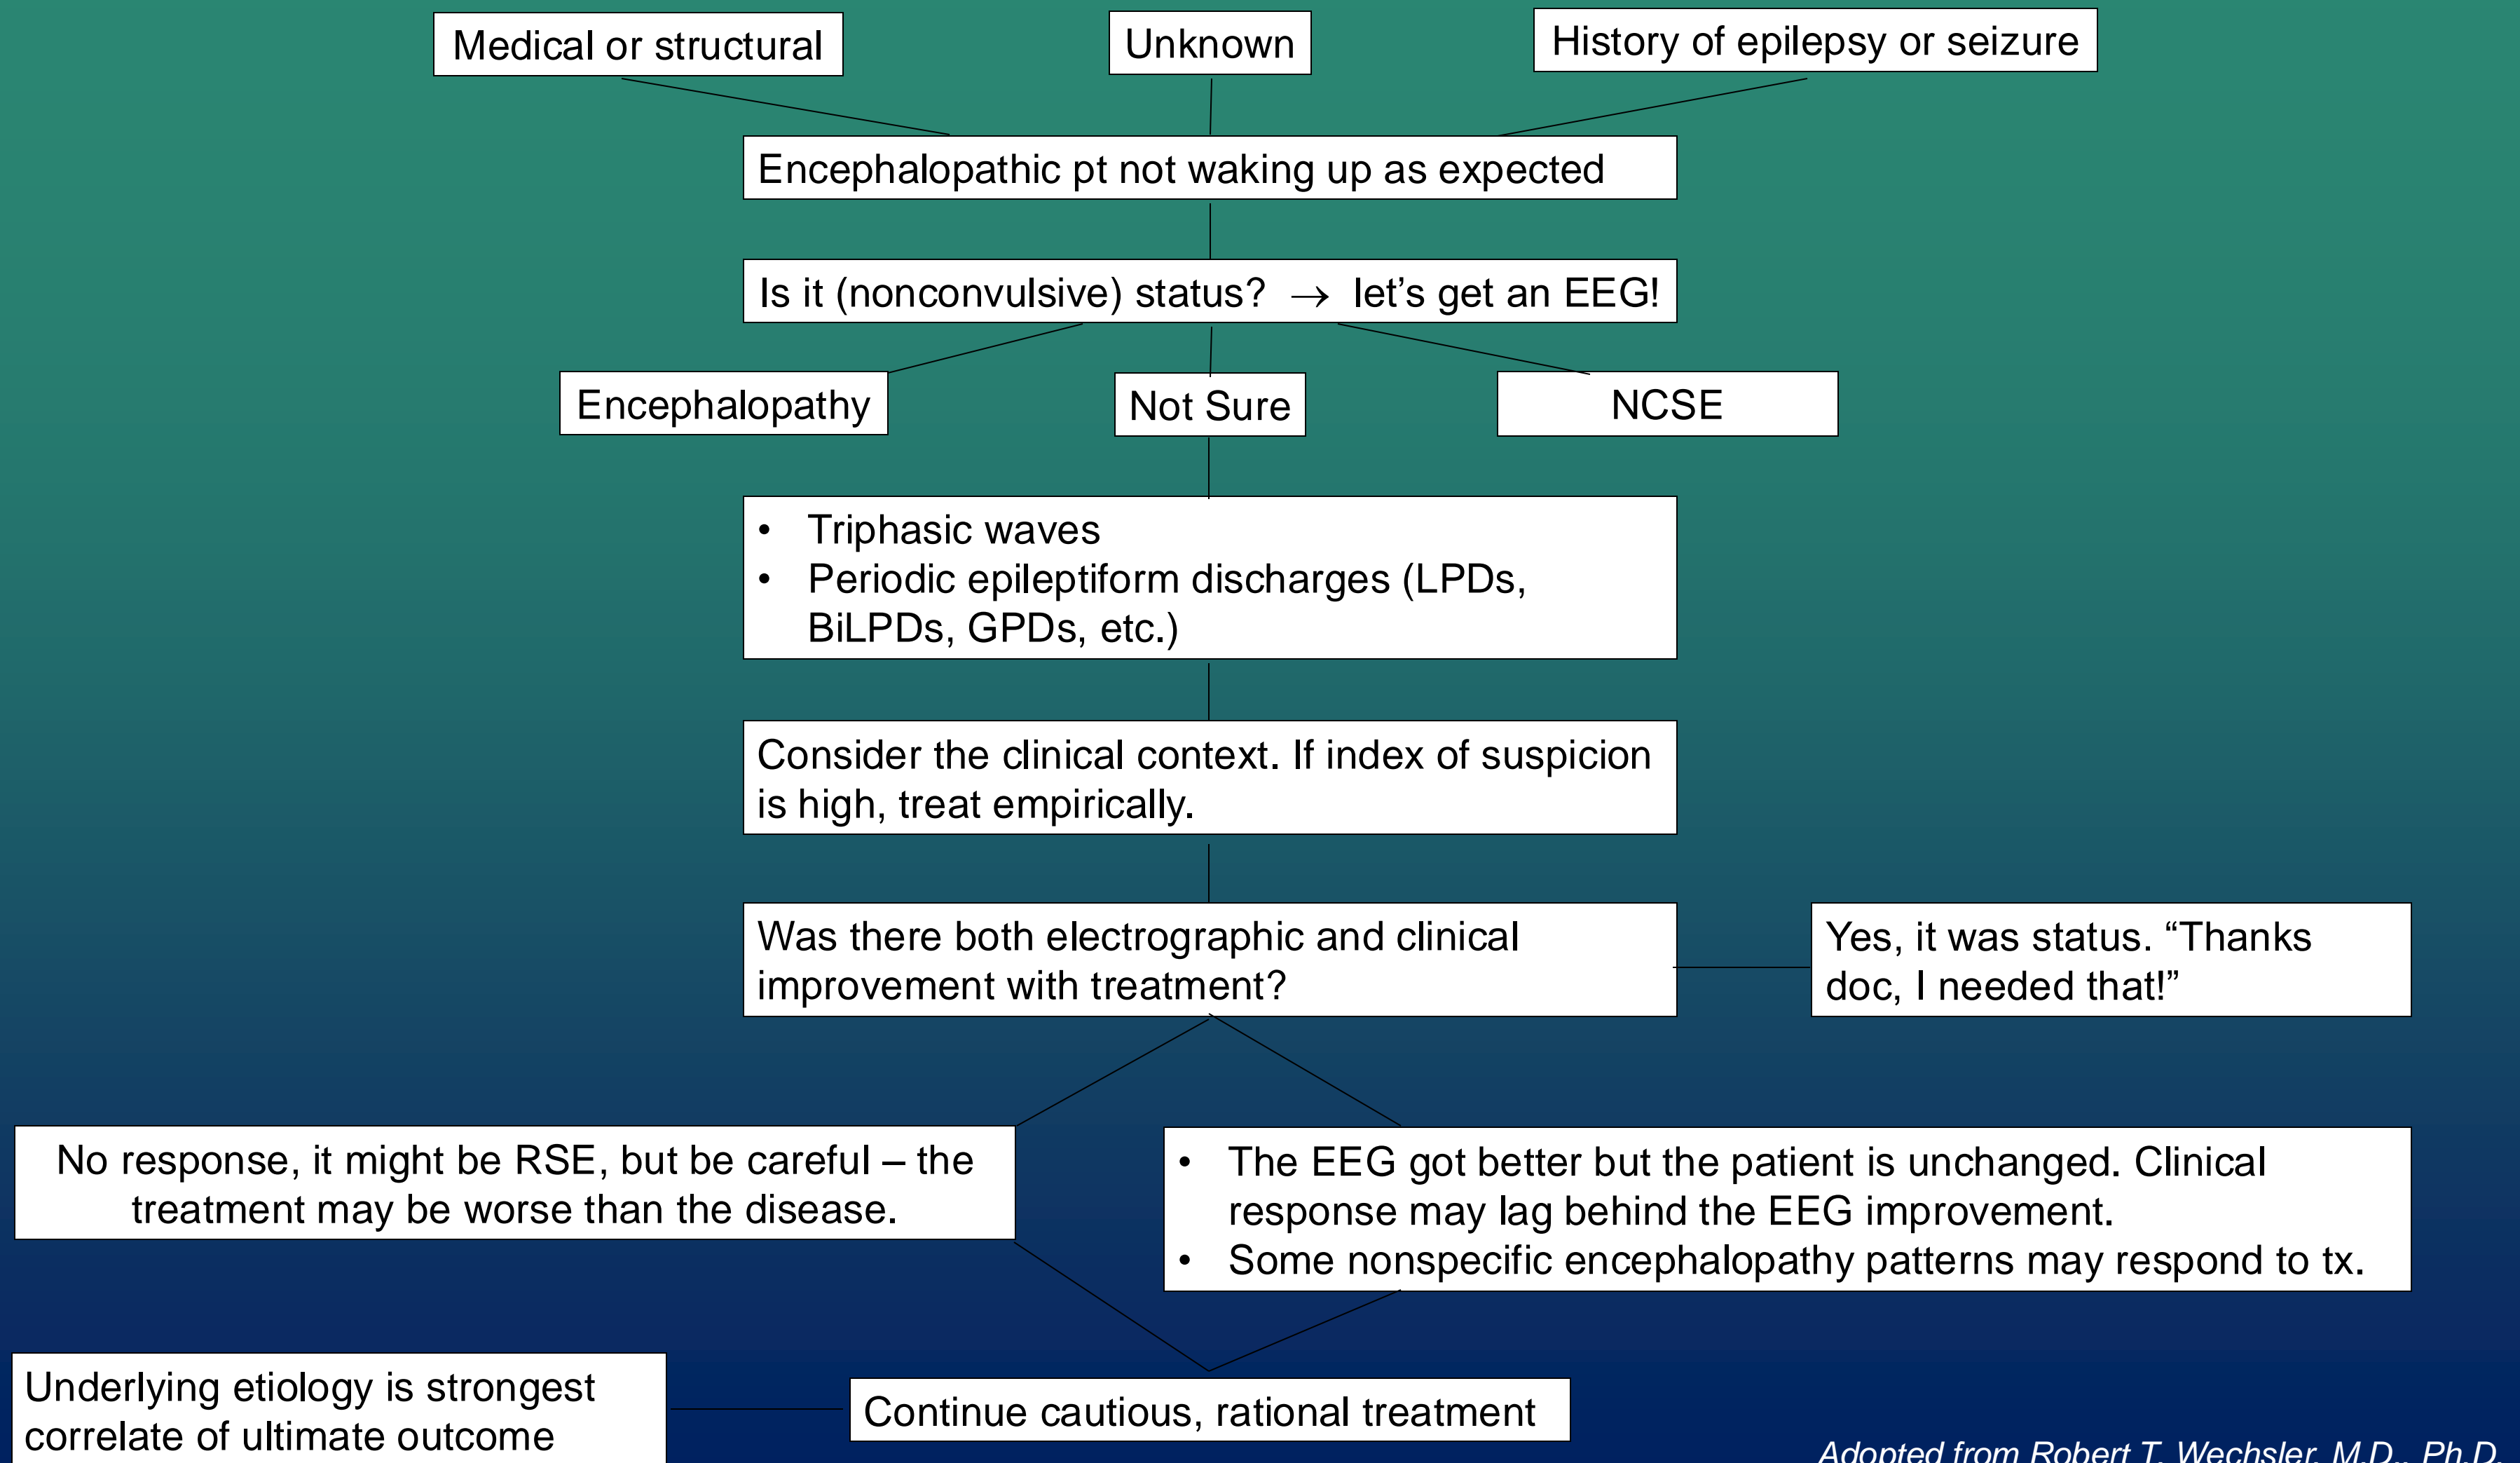 Medical or structural
Unknown
History of epilepsy or seizure
Encephalopathic pt not waking up as expected
Is it (nonconvulsive) status? → let’s get an EEG!
Encephalopathy
Not Sure
NCSE
• Triphasic waves
• Periodic epileptiform discharges (LPDs,
BiLPDs, GPDs, etc.)
Consider the clinical context. If index of suspicion
is high, treat empirically.
Was there both electrographic and clinical
improvement with treatment?
Yes, it was status. “Thanks
doc, I needed that!”
No response, it might be RSE, but be careful – the
treatment may be worse than the disease.
• The EEG got better but the patient is unchanged. Clinical
response may lag behind the EEG improvement.
• Some nonspecific encephalopathy patterns may respond to tx.
Underlying etiology is strongest
correlate of ultimate outcome
Continue cautious, rational treatment
Adopted from Robert T. Wechsler, M.D., Ph.D.